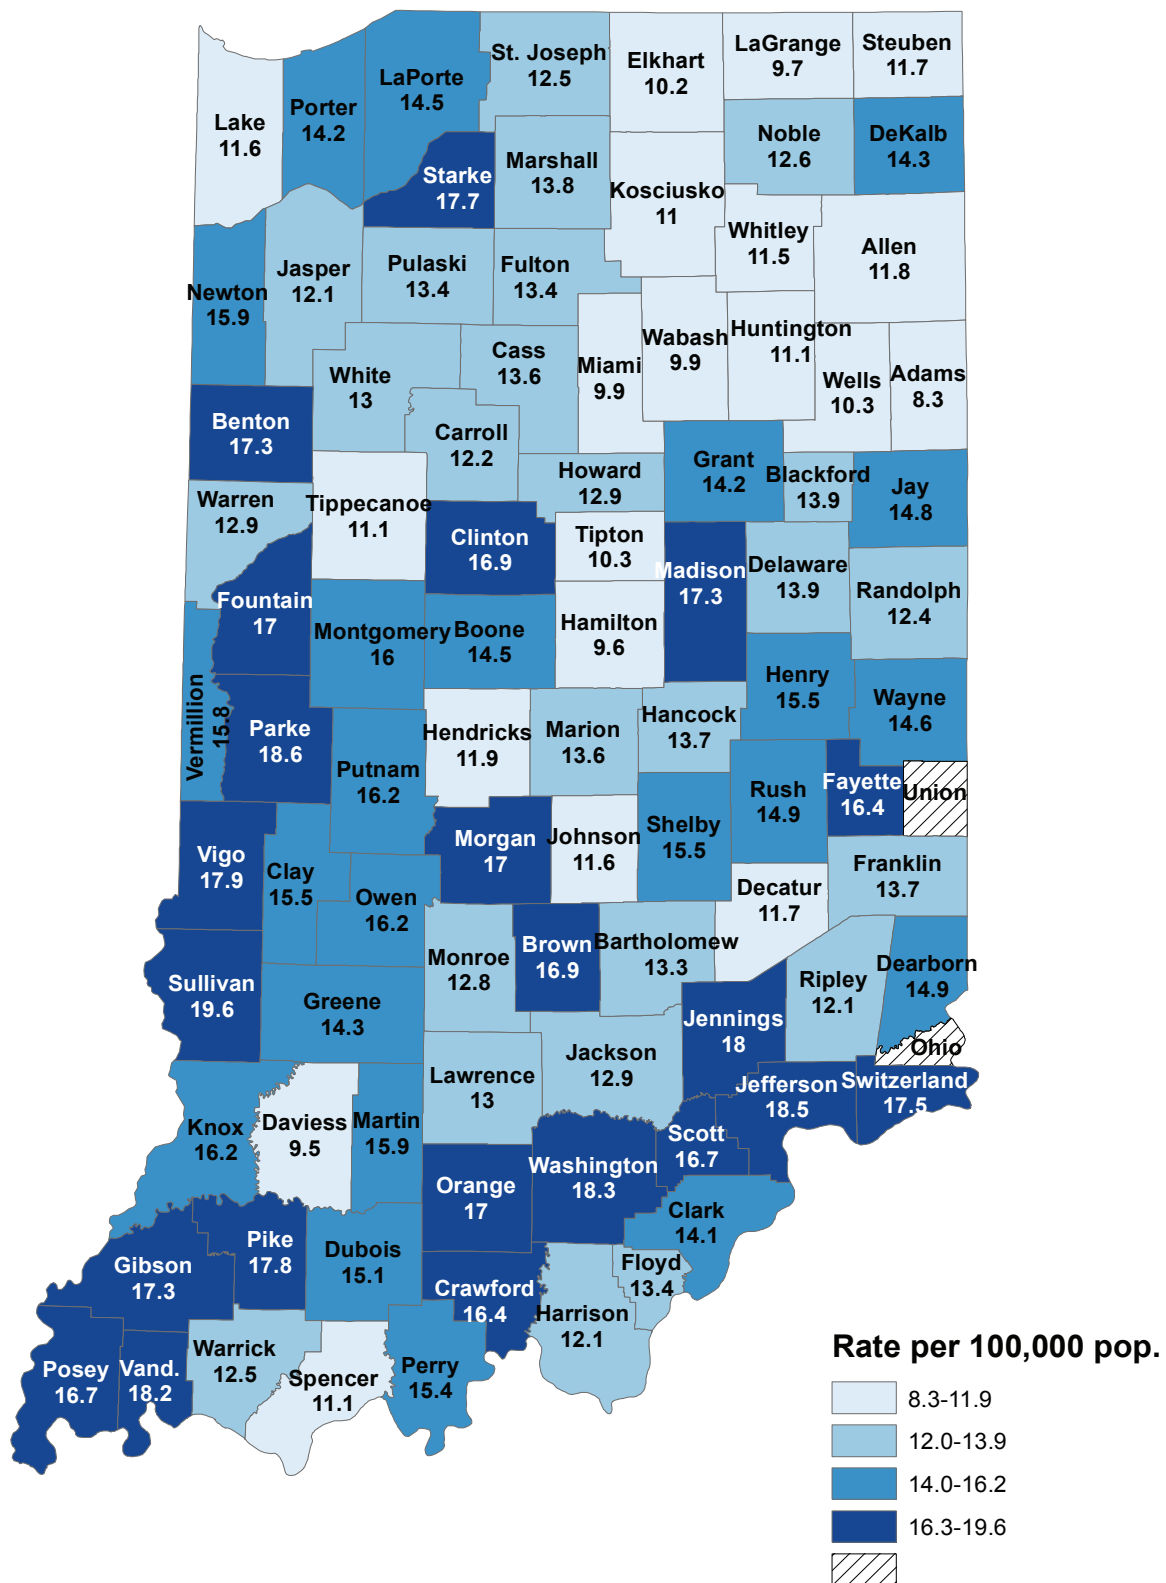 St. Joseph
12.5
Elkhart
10.2
LaGrange
9.7
Steuben
11.7
LaPorte
14.5
Porter
14.2
Lake
11.6
Noble
12.6
DeKalb
14.3
Starke
17.7
Marshall
13.8
Kosciusko
11
Whitley
11.5
Allen
11.8
Newton
15.9
Jasper
12.1
Pulaski
13.4
Fulton
13.4
White
13
Cass
13.6
Miami
9.9
Wabash
9.9
Huntington
11.1
Wells
10.3
Adams
8.3
Benton
17.3
Carroll
12.2
Howard
12.9
Grant
14.2
Blackford
13.9
Jay
14.8
Warren
12.9
Tippecanoe
11.1
Clinton
16.9
Tipton
10.3
Madison
17.3
Delaware
13.9
Randolph
12.4
Fountain
17
Montgomery
16
Boone
14.5
Hamilton
9.6
Henry
15.5
Wayne
14.6
Vermillion
15.8
Parke
18.6
Putnam
16.2
Hendricks
11.9
Marion
13.6
Hancock
13.7
Rush
14.9
Fayette
16.4
Union
Vigo
17.9
Clay
15.5
Owen
16.2
Morgan
17
Johnson
11.6
Shelby
15.5
Decatur
11.7
Franklin
13.7
Sullivan
19.6
Greene
14.3
Monroe
12.8
Brown
16.9
Bartholomew
13.3
Jennings
18
Ripley
12.1
Dearborn
14.9
Ohio
Knox
16.2
Daviess
9.5
Martin
15.9
Lawrence
13
Jackson
12.9
Jefferson
18.5
Switzerland
17.5
Scott
16.7
Washington
18.3
Orange
17
Clark
14.1
Gibson
17.3
Pike
17.8
Dubois
15.1
Crawford
16.4
Floyd
13.4
Harrison
12.1
Posey
16.7
Vand.
18.2
Warrick
12.5
Spencer
11.1
Perry
15.4
Rate per 100,000 pop.
8.3-11.9
12.0-13.9
14.0-16.2
16.3-19.6